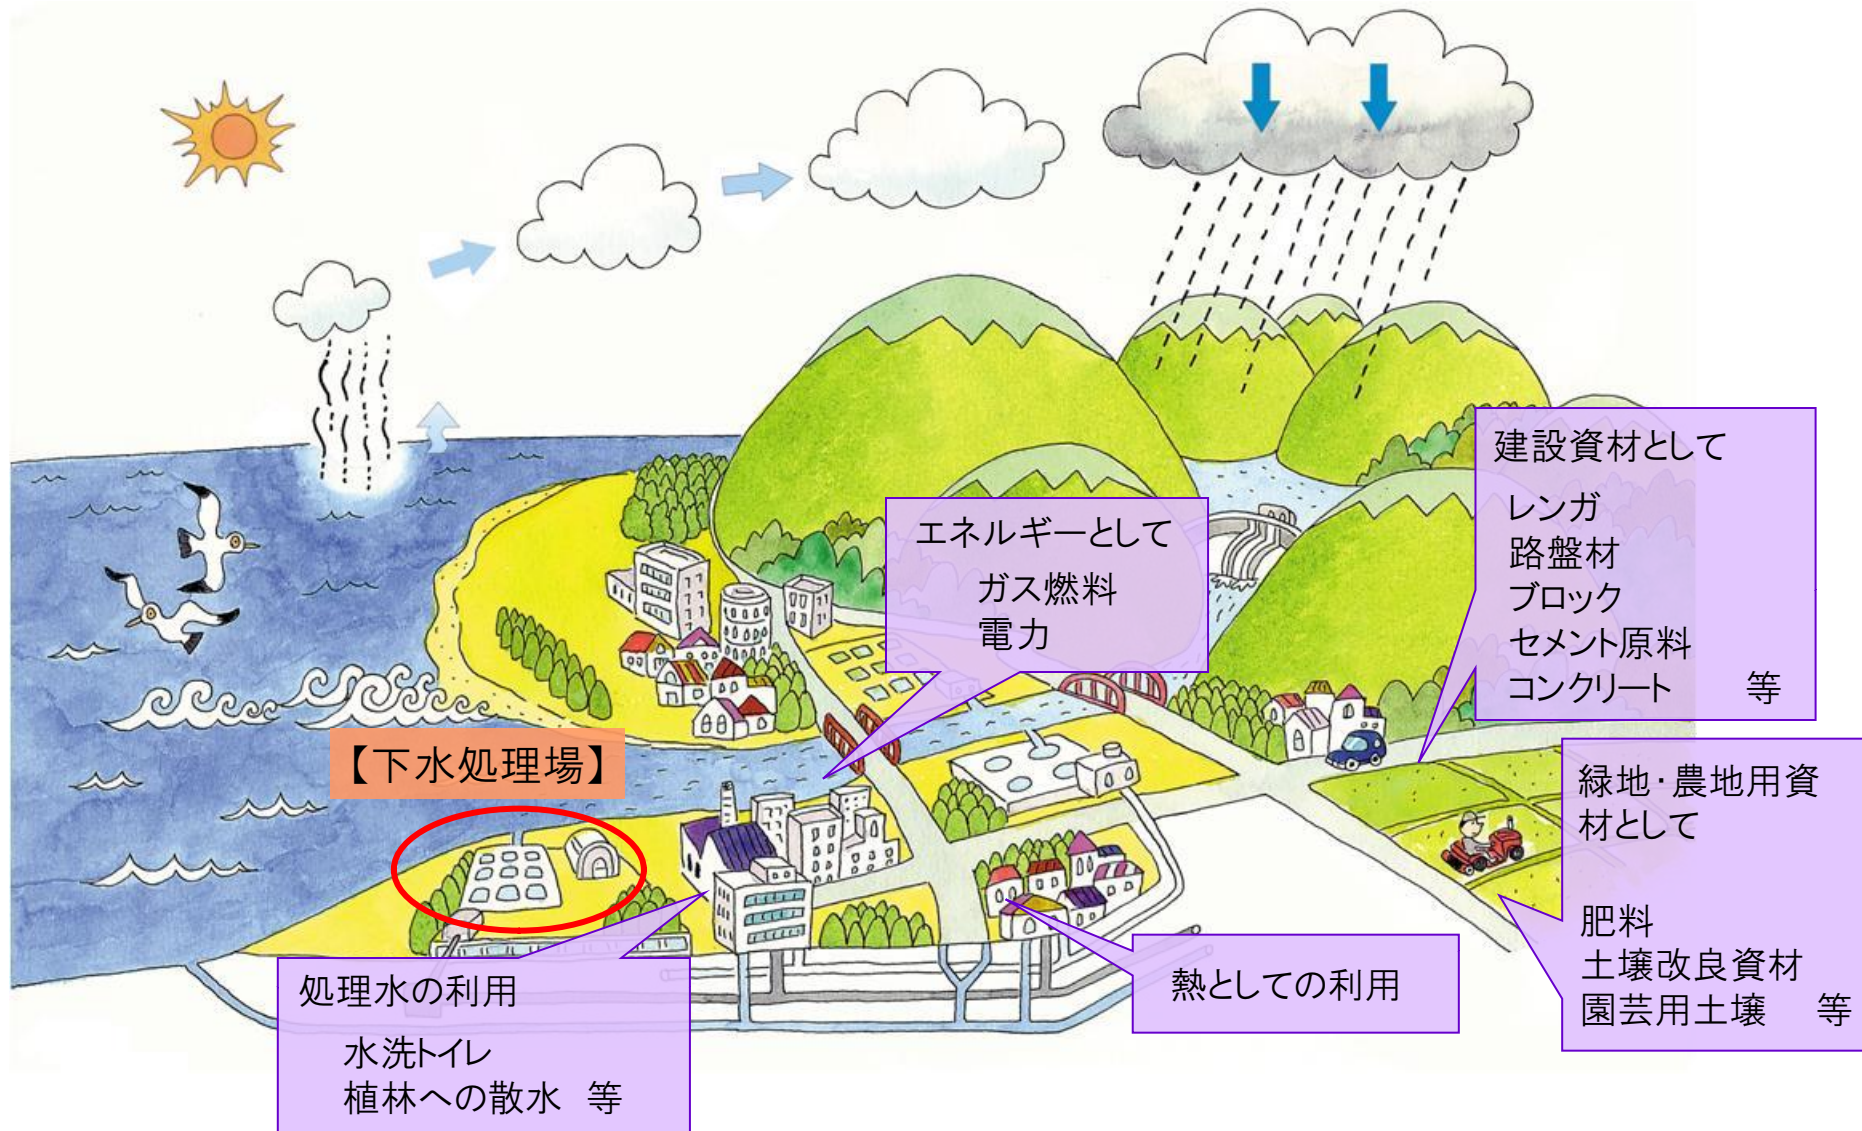 建設資材として
レンガ
路盤材
ブロック
セメント原料
コンクリート　　等
エネルギーとして
ガス燃料
電力
【下水処理場】
緑地・農地用資
材として
肥料
土壌改良資材
園芸用土壌　等
熱としての利用
処理水の利用
水洗トイレ
植林への散水　等